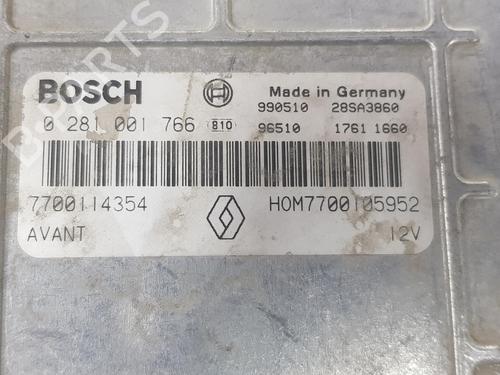 BOSCH
Made in Germany
990510 28SA3860
0 281 001 766 810
96510 1761 1660
7700114354
HOM7700105952
AVANT
12V